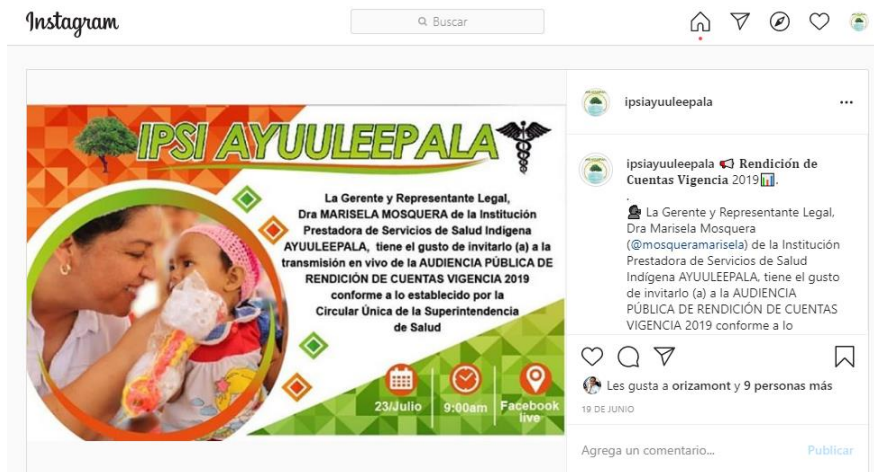 Instagram
Buscar
IPSI AYUULEEPALA
La Gerente y Representante Legal,
Dra MARISELA MOSQUERA de la Institución
Prestadora de Servicios de Salud Indígena
AYUULEEPALA, tiene el gusto de invitarlo (a) a la
transmisión en vivo de la AUDIENCIA PÚBLICA DE
RENDICIÓN DE CUENTAS VIGENCIA 2019
conforme a lo establecido por la
Circular Única de la Superintendencia
de Salud
23/Julio
9:00am
Facebook
live
ipsiayuuleepala
ipsiayuuleepala 📢 Rendición de
Cuentas Vigencia 2019📊.
.
🗣 La Gerente y Representante Legal,
Dra Marisela Mosquera
(@mosqueramarisela) de la Institución
Prestadora de Servicios de Salud
Indígena AYUULEEPALA, tiene el gusto
de invitarlo (a) a la AUDIENCIA
PÚBLICA DE RENDICIÓN DE CUENTAS
VIGENCIA 2019 conforme a lo
Les gusta a orizamont y 9 personas más
19 DE JUNIO
Agrega un comentario...
Publicar